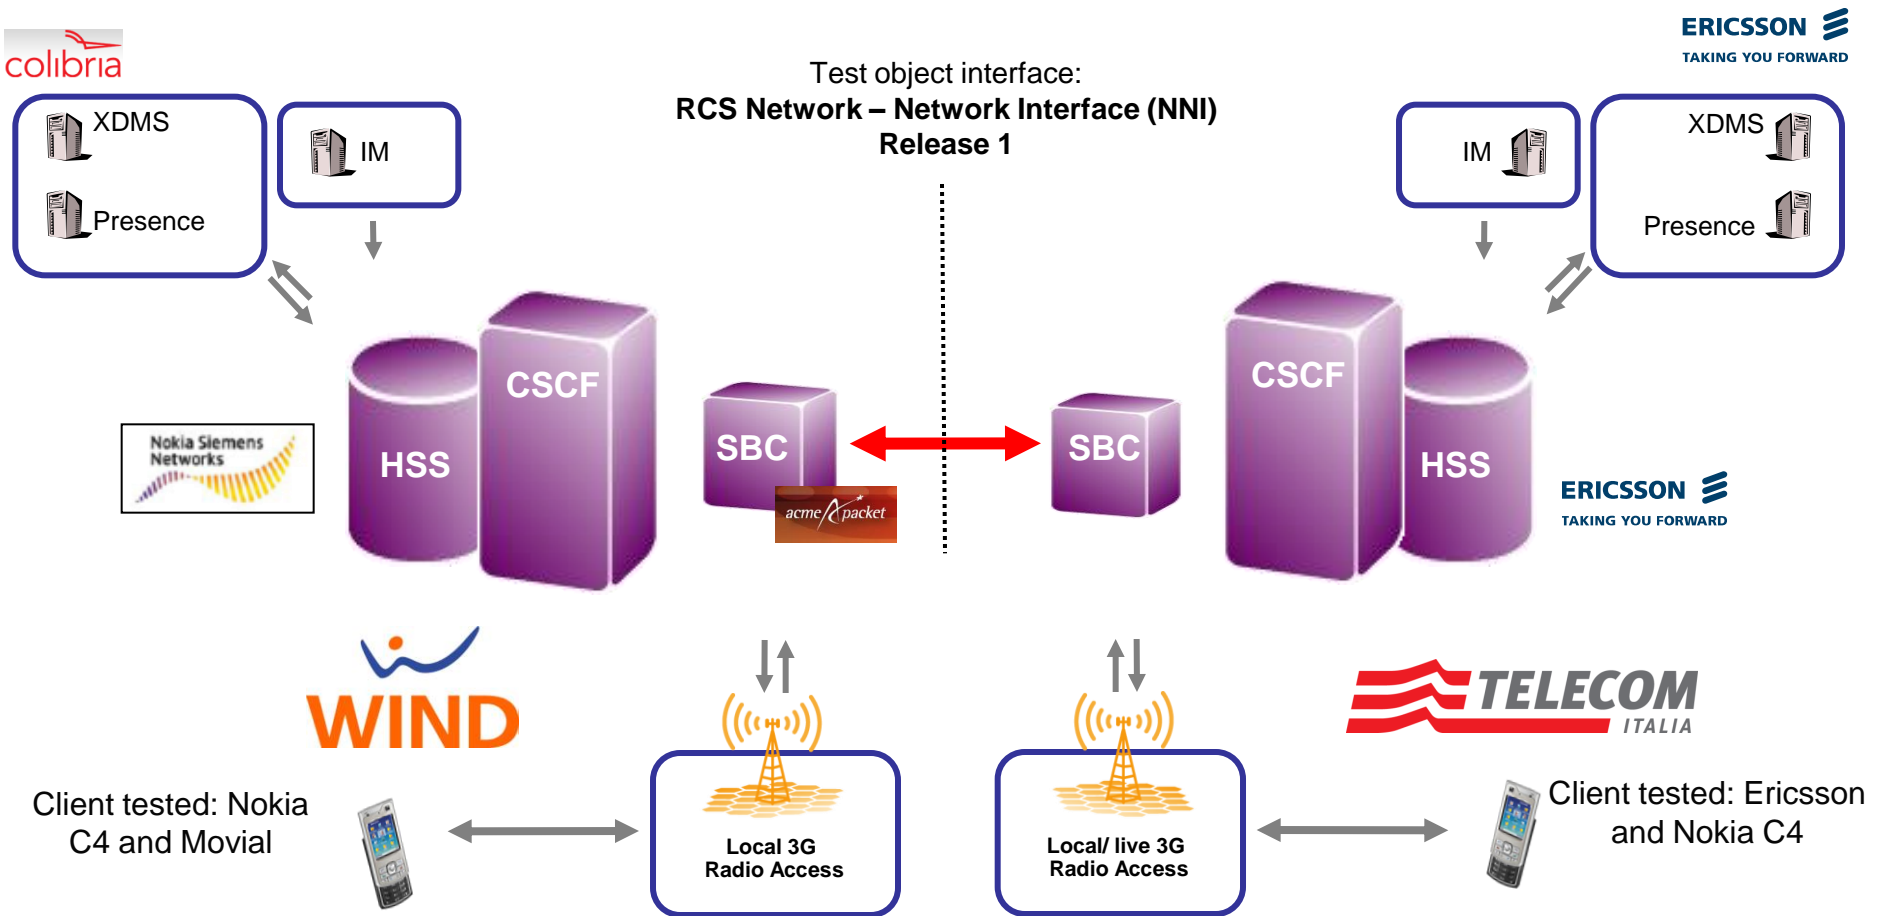 colibria
ERICSSON
TAKING YOU FORWARD
Test object interface:
RCS Network – Network Interface (NNI)
Release 1
XDMS
Presence
IM
IM
XDMS
Presence
CSCF
HSS
SBC
SBC
CSCF
HSS
Nokia Siemens
Networks
acme packet
ERICSSON
TAKING YOU FORWARD
WIND
TELECOM
ITALIA
Client tested: Nokia
C4 and Movial
Local 3G
Radio Access
Local/ live 3G
Radio Access
Client tested: Ericsson
and Nokia C4